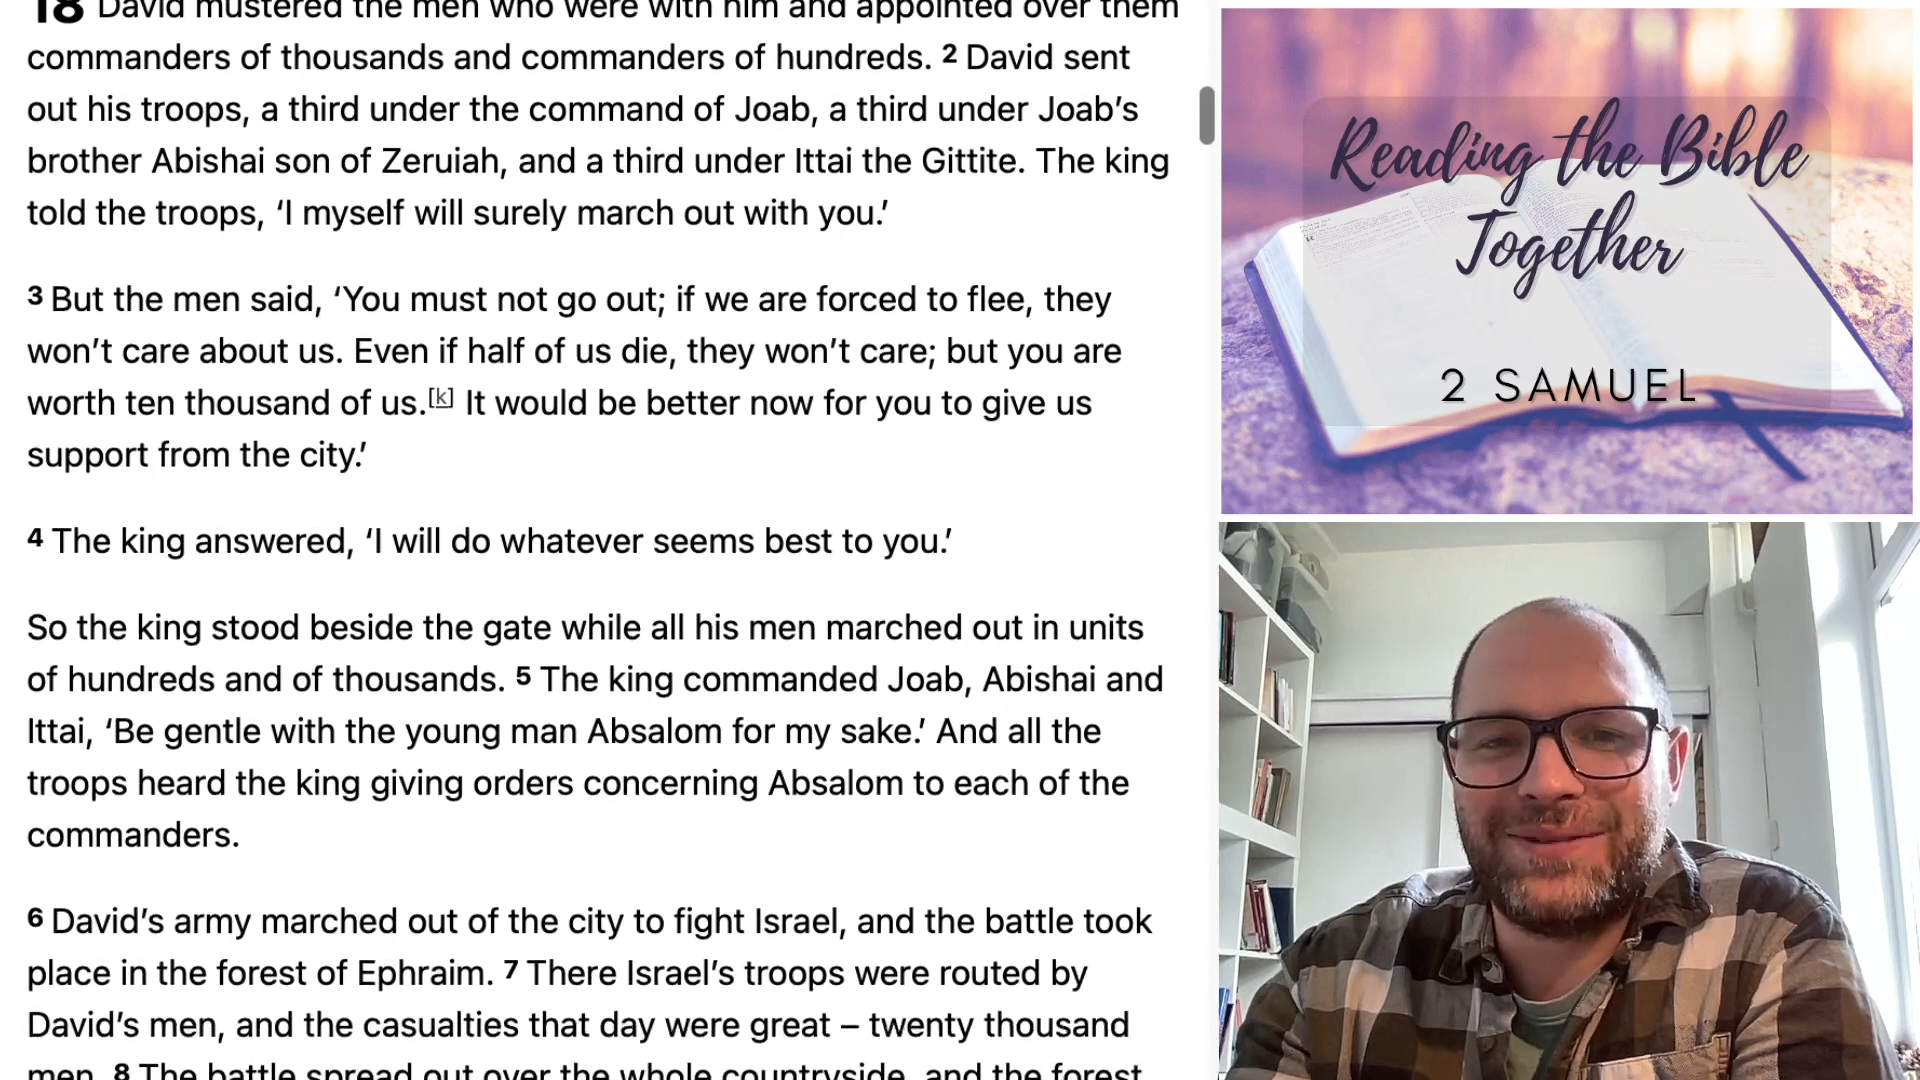 18 David mustered the men who were with him and appointed over them
commanders of thousands and commanders of hundreds. 2 David sent
out his troops, a third under the command of Joab, a third under Joab’s
brother Abishai son of Zeruiah, and a third under Ittai the Gittite. The king
told the troops, ‘I myself will surely march out with you.’
3 But the men said, ‘You must not go out; if we are forced to flee, they
won’t care about us. Even if half of us die, they won’t care; but you are
worth ten thousand of us.[k] It would be better now for you to give us
support from the city.’
4 The king answered, ‘I will do whatever seems best to you.’
So the king stood beside the gate while all his men marched out in units
of hundreds and of thousands. 5 The king commanded Joab, Abishai and
Ittai, ‘Be gentle with the young man Absalom for my sake.’ And all the
troops heard the king giving orders concerning Absalom to each of the
commanders.
6 David’s army marched out of the city to fight Israel, and the battle took
place in the forest of Ephraim. 7 There Israel’s troops were routed by
David’s men, and the casualties that day were great – twenty thousand
men. 8 The battle spread out over the whole countryside, and the forest
Reading the Bible
Together
2 SAMUEL